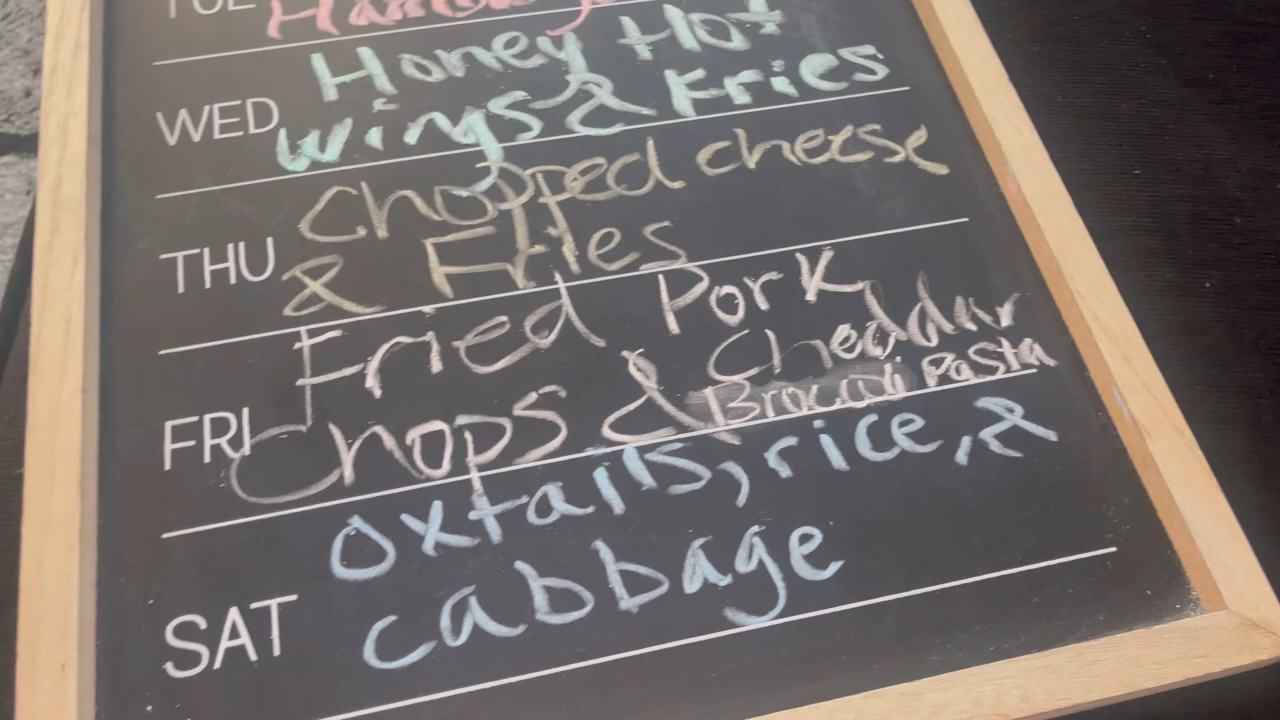 TUE
Honey Hot
WED wings & Fries
Chopped cheese
THU & Fries
Fried Pork
Chops & Cheddar
Broccoli Pasta
FRI
oxtails, rice, &
cabbage
SAT